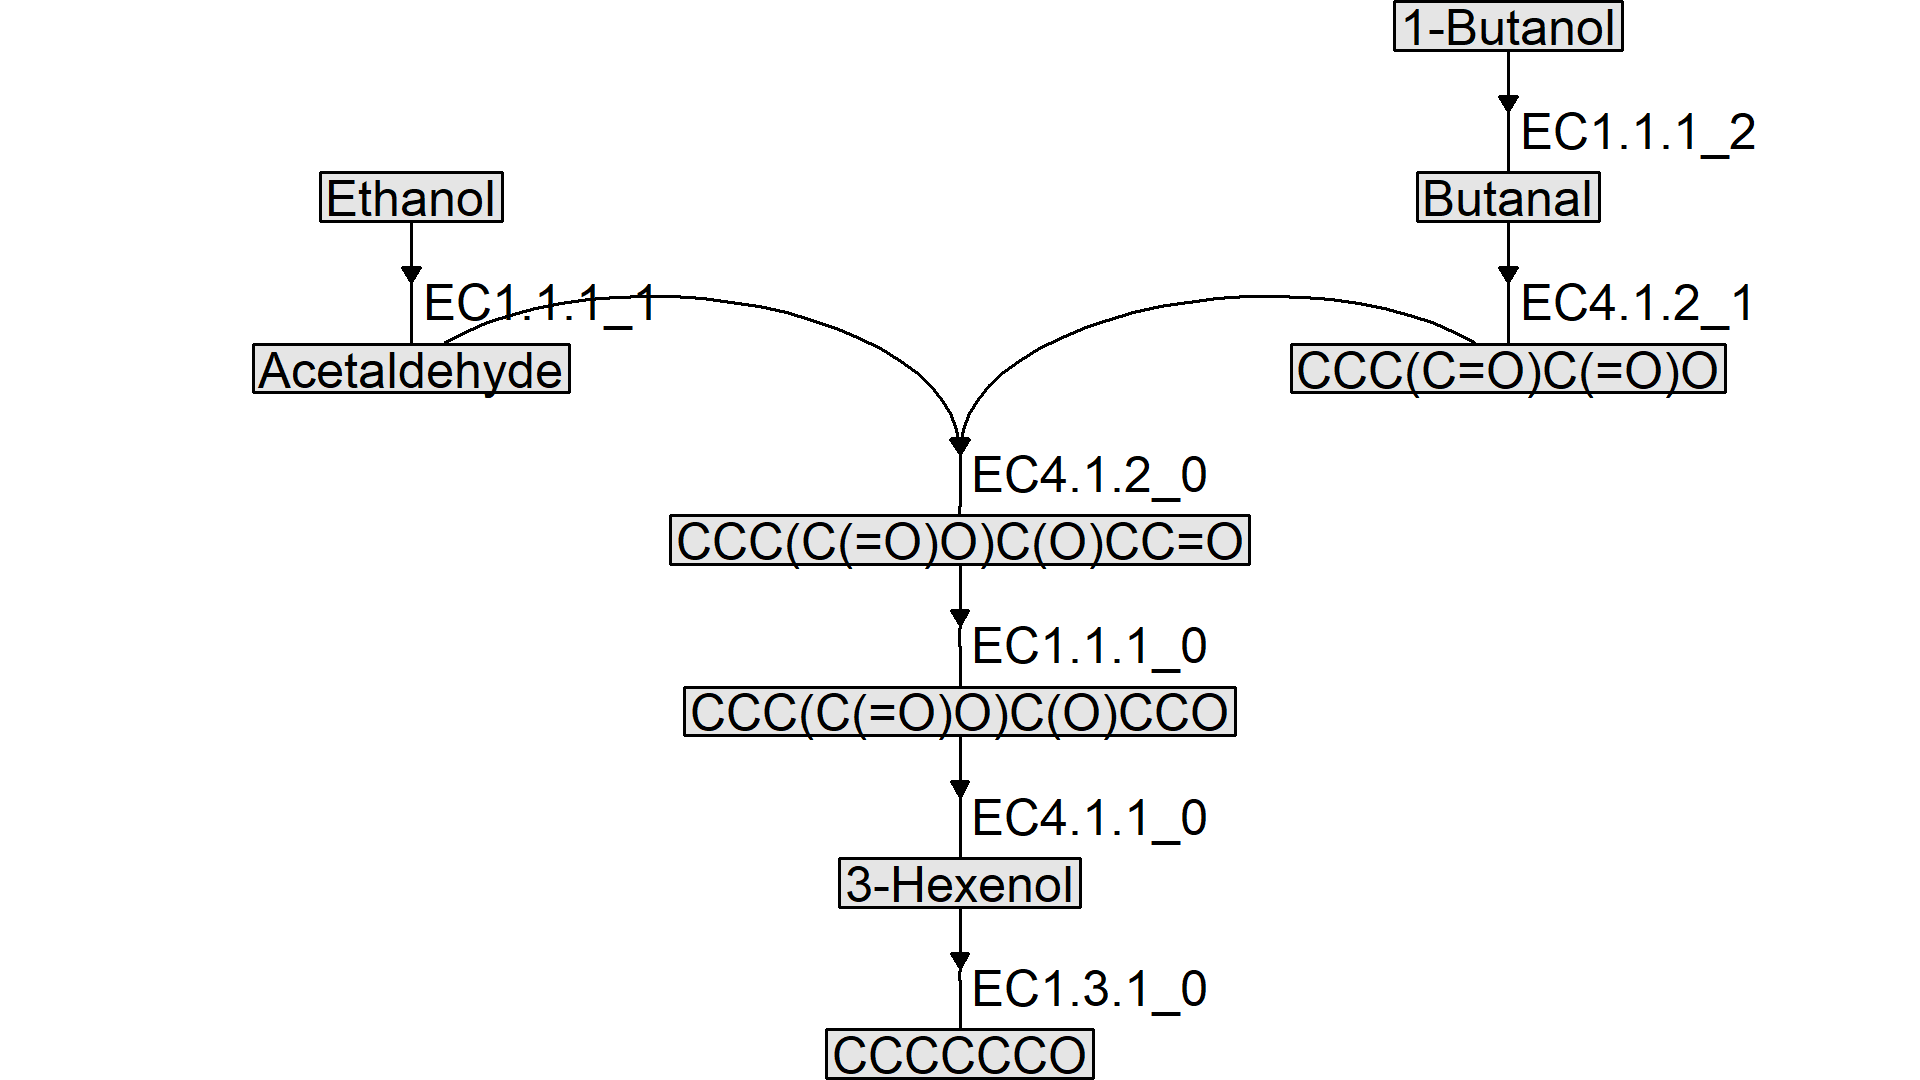 1-Butanol
EC1.1.1_2
Ethanol
Butanal
EC1.1.1_1
EC4.1.2_1
Acetaldehyde
CCC(C=O)C(=O)O
EC4.1.2_0
CCC(C(=O)O)C(O)CC=O
EC1.1.1_0
CCC(C(=O)O)C(O)CCO
EC4.1.1_0
3-Hexenol
EC1.3.1_0
CCCCCCO